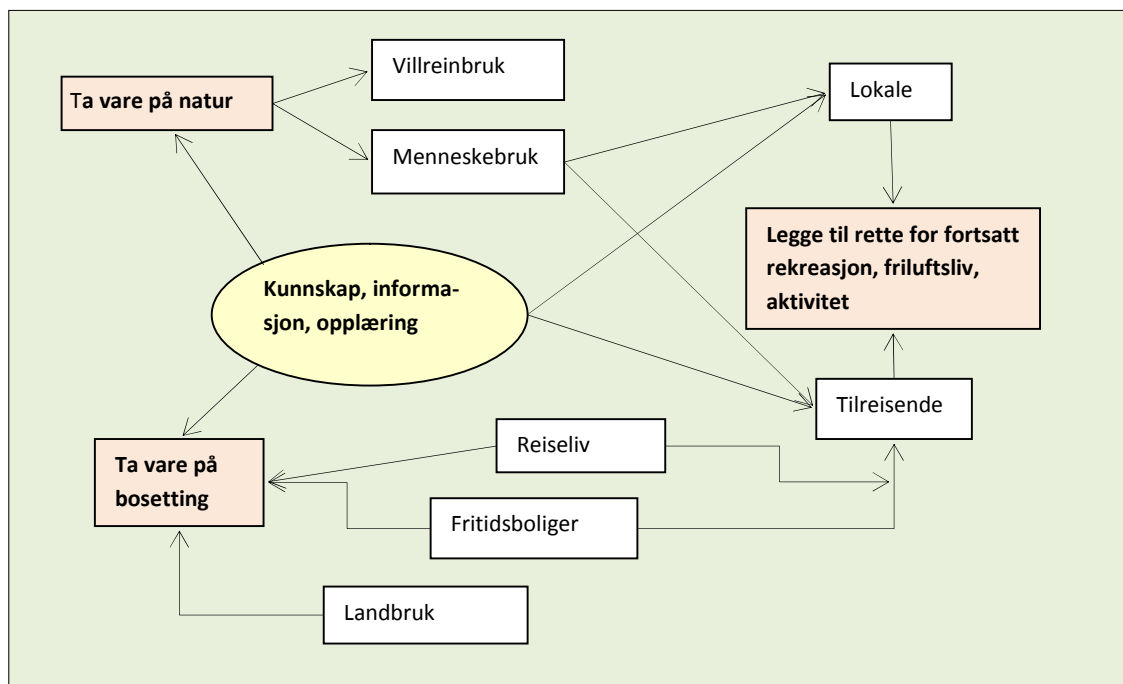 Villreinbruk
Ta vare på natur
Lokale
Menneskebruk
Legge til rette for fortsatt
rekreasjon, friluftsliv,
aktivitet
Kunnskap, informa-
sjon, opplæring
Tilreisende
Reiseliv
Ta vare på
bosetting
Fritidsboliger
Landbruk